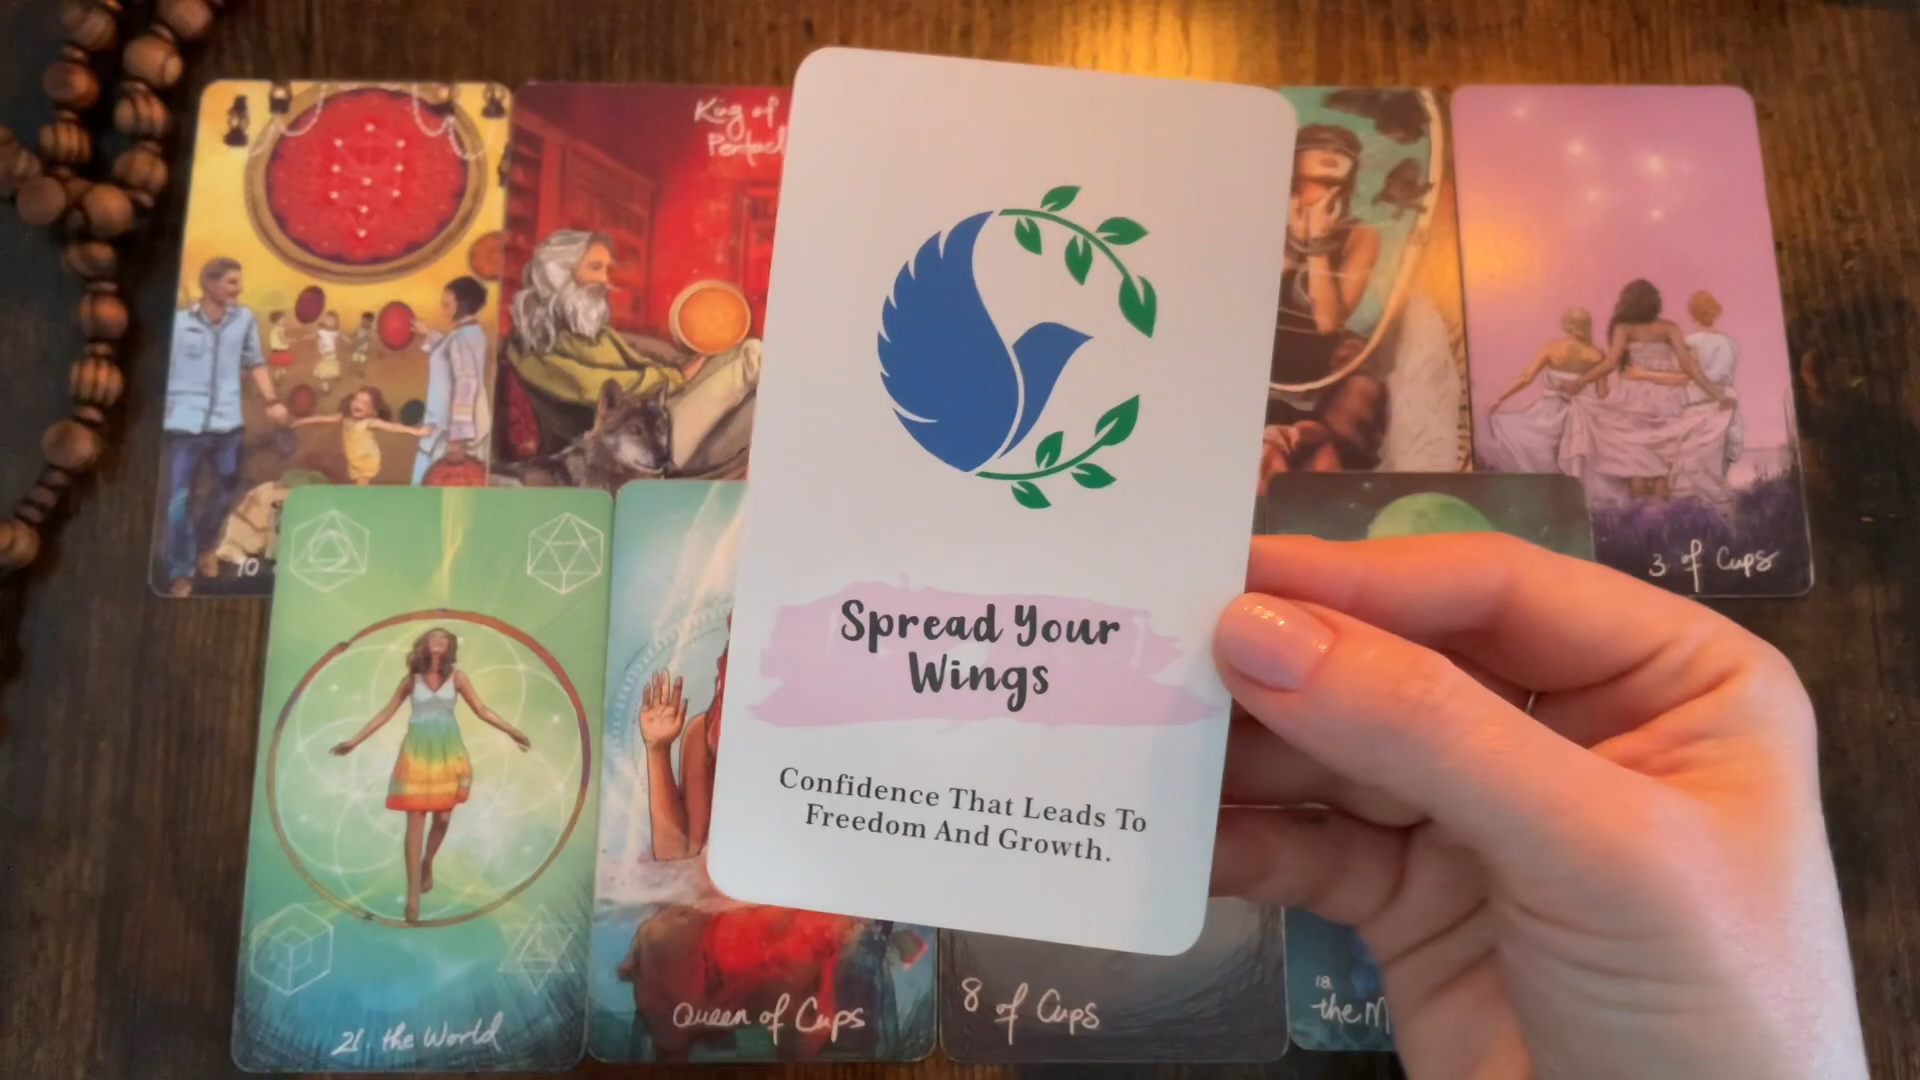 King of
10
3 of Cups
Spread Your
Wings
Confidence That Leads To
Freedom And Growth.
21. the World
Queen of Cups
8 of Cups
18.
the M